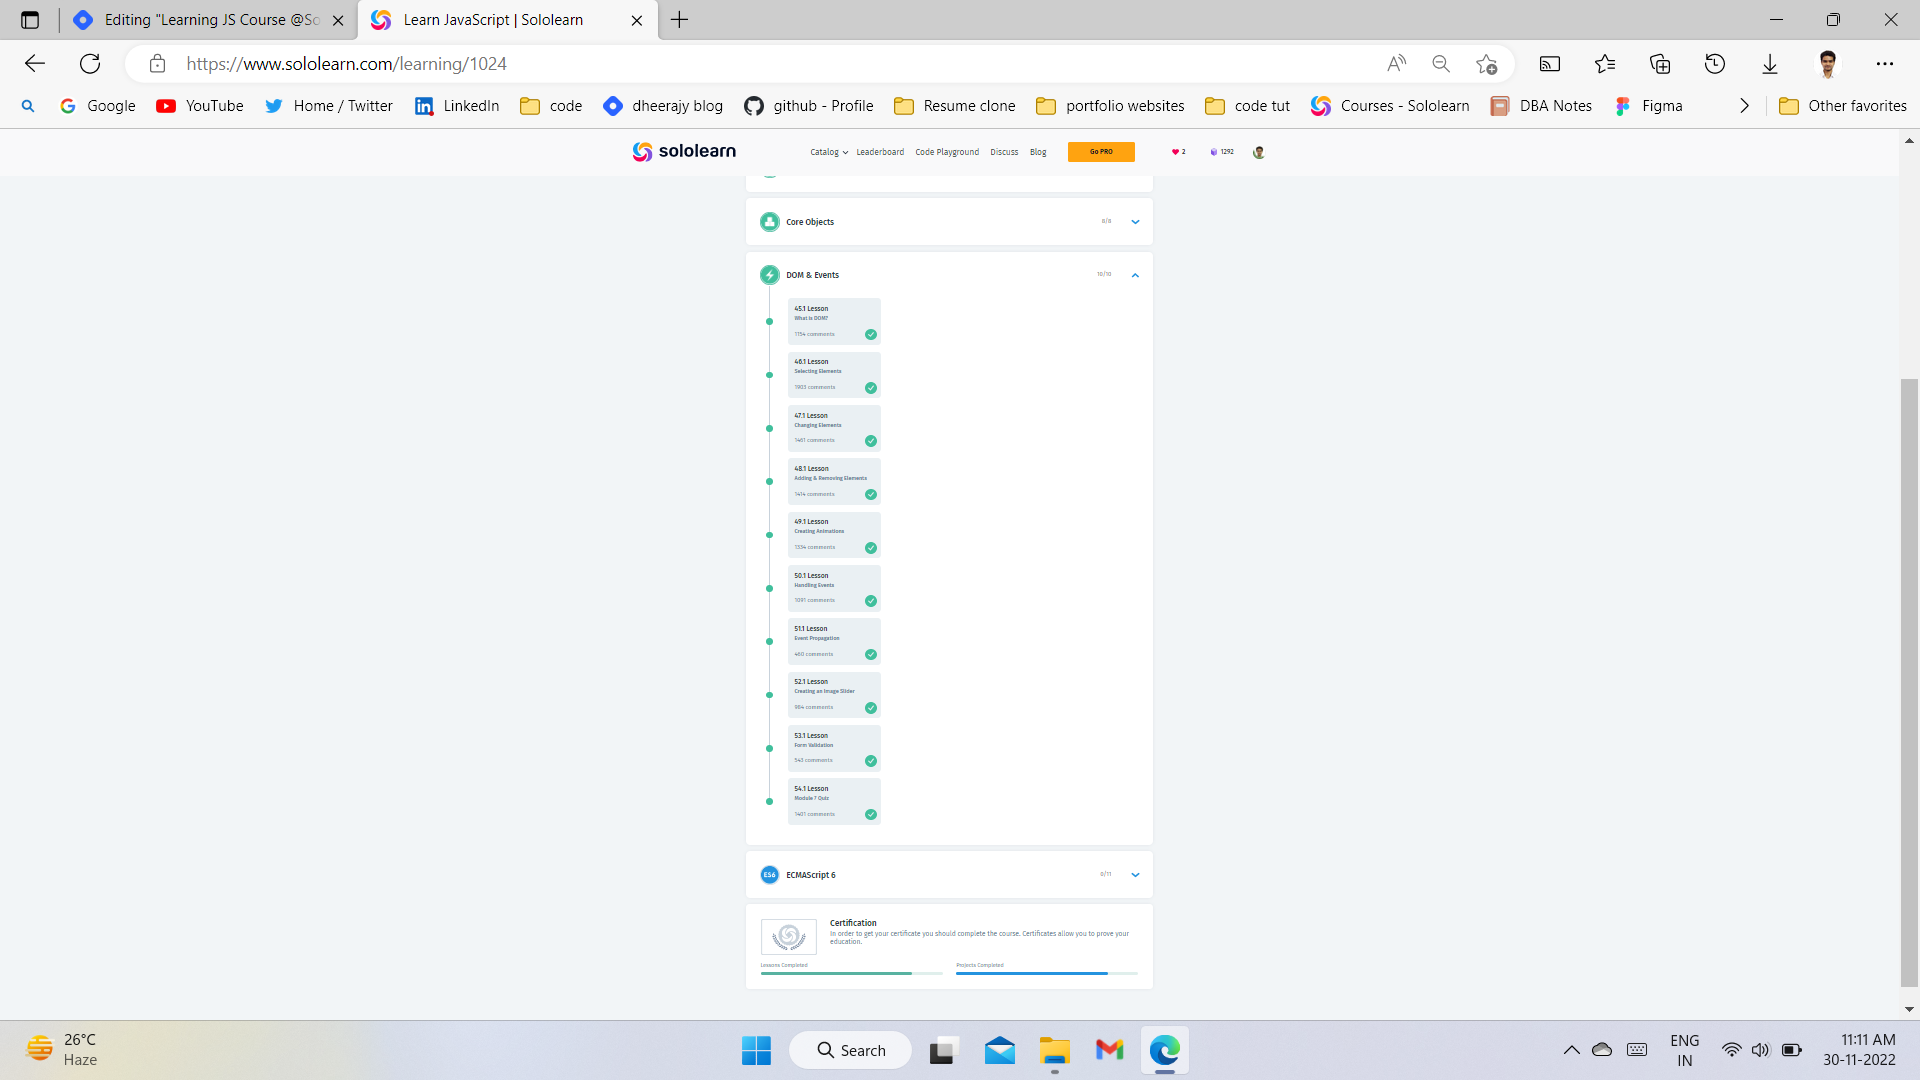 Editing "Learning JS Course @So
Learn JavaScript | Sololearn
https://www.sololearn.com/learning/1024
Google
YouTube
Home / Twitter
LinkedIn
code
dheerajy blog
github - Profile
Resume clone
portfolio websites
code tut
Courses - Sololearn
DBA Notes
Figma
Other favorites
sololearn
Catalog
Leaderboard
Code Playground
Discuss
Blog
Go PRO
2
1292
Core Objects
8/8
DOM & Events
10/10
45.1 Lesson
What is DOM?
1154 comments
46.1 Lesson
Selecting Elements
1903 comments
47.1 Lesson
Changing Elements
1461 comments
48.1 Lesson
Adding & Removing Elements
1414 comments
49.1 Lesson
Creating Animations
1334 comments
50.1 Lesson
Handling Events
1091 comments
51.1 Lesson
Event Propagation
460 comments
52.1 Lesson
Creating an Image Slider
984 comments
53.1 Lesson
Form Validation
543 comments
54.1 Lesson
Module 7 Quiz
1401 comments
ES6
ECMAScript 6
0/11
Certification
In order to get your certificate you should complete the course. Certificates allow you to prove your
education.
Lessons Completed
Projects Completed
26°C
Haze
Search
ENG
IN
11:11 AM
30-11-2022